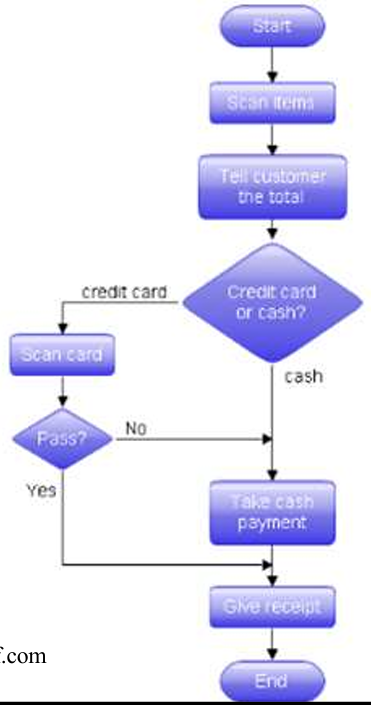 Start
Scan items
Tell customer
the total
Credit card
or cash?
credit card
cash
Scan card
Pass?
No
Yes
Take cash
payment
Give receipt
.com
End